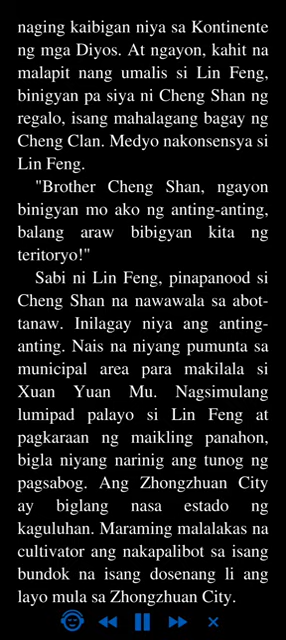 naging kaibigan niya sa Kontinente
ng mga Diyos. At ngayon, kahit na
malapit nang umalis si Lin Feng,
binigyan pa siya ni Cheng Shan ng
regalo, isang mahalagang bagay ng
Cheng Clan. Medyo nakonsensya si
Lin Feng.
"Brother Cheng Shan, ngayon
binigyan mo ako ng anting-anting,
balang araw bibigyan kita ng
teritoryo!"
Sabi ni Lin Feng, pinapanood si
Cheng Shan na nawawala sa abot-
tanaw. Inilagay niya ang anting-
anting. Nais na niyang pumunta sa
municipal area para makilala si
Xuan Yuan Mu. Nagsimulang
lumipad palayo si Lin Feng at
pagkaraan ng maikling panahon,
bigla niyang narinig ang tunog ng
pagsabog. Ang Zhongzhuan City
ay biglang nasa estado ng
kaguluhan. Maraming malalakas na
cultivator ang nakapalibot sa isang
bundok na isang dosenang li ang
layo mula sa Zhongzhuan City.